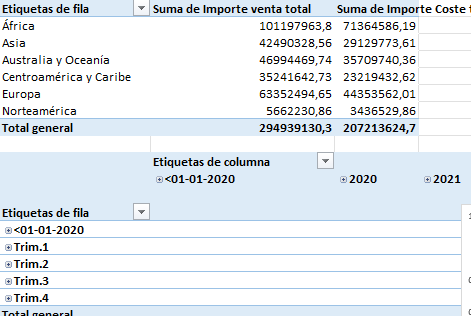 Etiquetas de fila Suma de Importe venta total Suma de Importe Coste t
África 101197963,8 71364586,19
Asia 42490328,56 29129773,61
Australia y Oceanía 46994469,74 35709740,36
Centroamérica y Caribe 35241642,73 23219432,62
Europa 63352494,65 44353562,01
Norteamérica 5662230,86 3436529,86
Total general 294939130,3 207213624,7
Etiquetas de columna
<01-01-2020 2020 2021
Etiquetas de fila
<01-01-2020
Trim.1
Trim.2
Trim.3
Trim.4
Total general